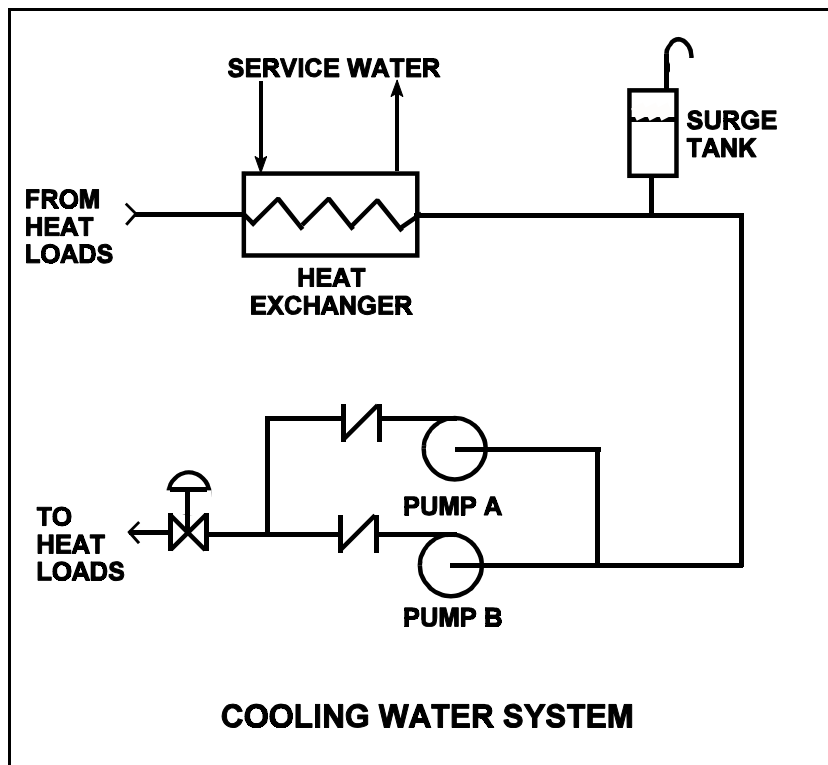 SERVICE WATER
SURGE
TANK
FROM
HEAT
LOADS
HEAT
EXCHANGER
PUMP A
TO
HEAT
LOADS
PUMP B
COOLING WATER SYSTEM